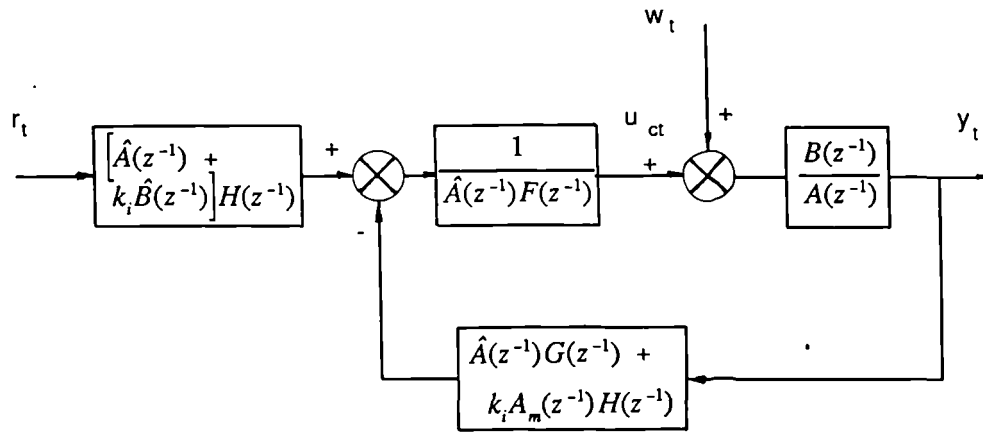 w_t
r_t
[Â(z⁻¹) +
k_i B̂(z⁻¹)]H(z⁻¹)
+
-
1
Â(z⁻¹)F(z⁻¹)
u_ct
+
+
B(z⁻¹)
A(z⁻¹)
y_t
Â(z⁻¹)G(z⁻¹) +
k_i A_m(z⁻¹)H(z⁻¹)